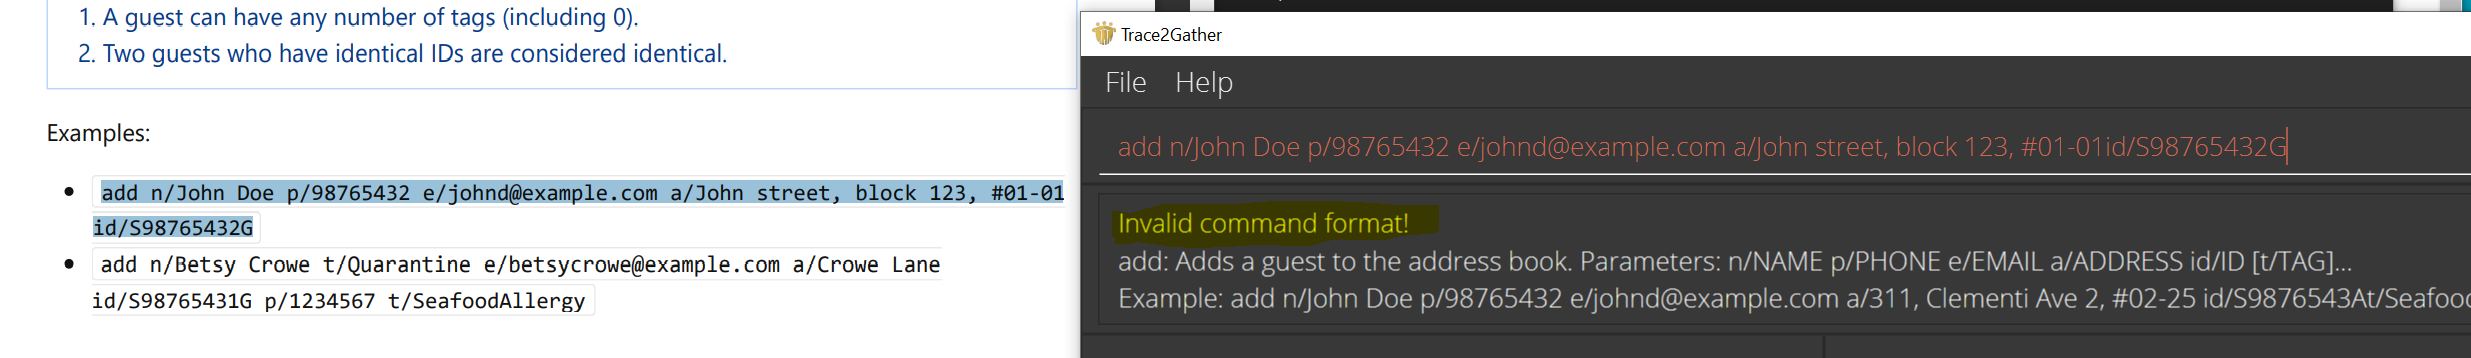 1. A guest can have any number of tags (including 0).
2. Two guests who have identical IDs are considered identical.
Examples:
• add n/John Doe p/98765432 e/johnd@example.com a/John street, block 123, #01-01
id/S98765432G
• add n/Betsy Crowe t/Quarantine e/betsycrowe@example.com a/Crowe Lane
id/S98765431G p/1234567 t/SeafoodAllergy
Trace2Gather
File Help
add n/John Doe p/98765432 e/johnd@example.com a/John street, block 123, #01-01id/S98765432G
Invalid command format!
add: Adds a guest to the address book. Parameters: n/NAME p/PHONE e/EMAIL a/ADDRESS id/ID [t/TAG]...
Example: add n/John Doe p/98765432 e/johnd@example.com a/311, Clementi Ave 2, #02-25 id/S9876543At/Seafood